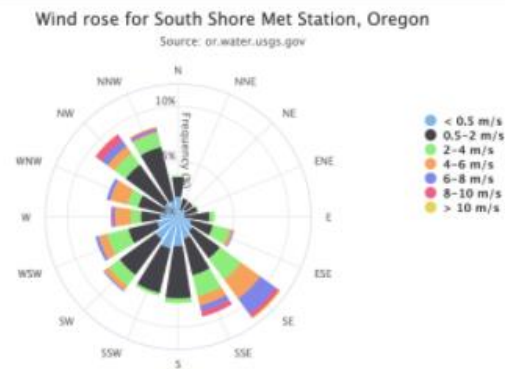 Wind rose for South Shore Met Station, Oregon
Source: or.water.usgs.gov
N
NNW
NNE
NW
NE
WNW
ENE
W
E
WSW
ESE
SW
SE
SSW
SSE
S
10%
Frequency (%)
< 0.5 m/s
0.5-2 m/s
2-4 m/s
4-6 m/s
6-8 m/s
8-10 m/s
> 10 m/s